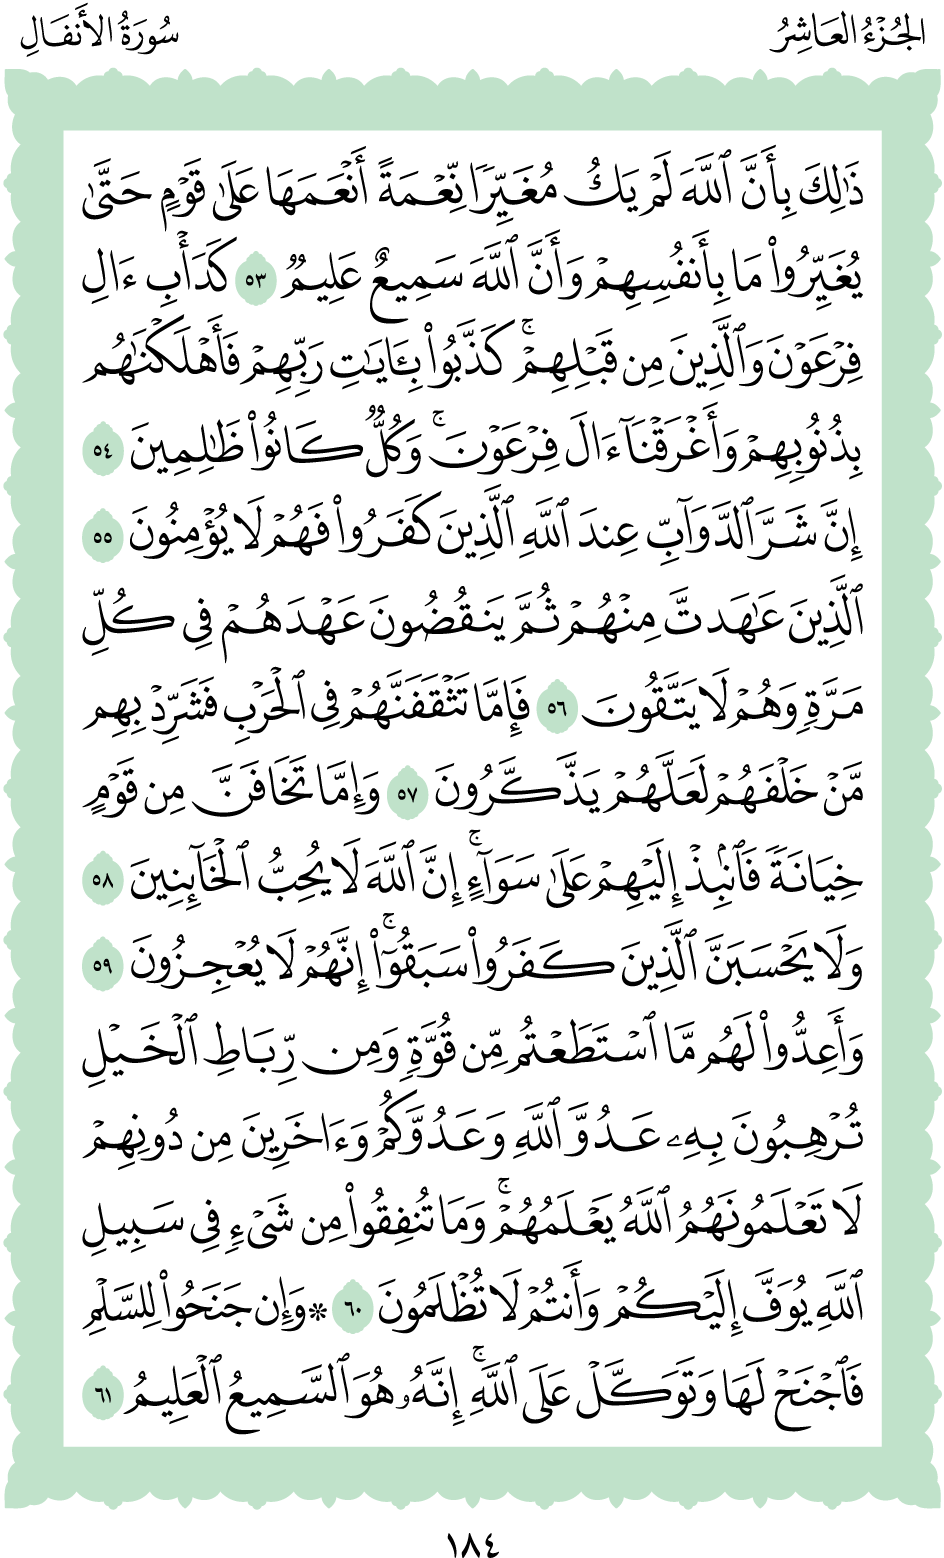 الجُزْءُ العَاشِرُ
سُورَةُ الأَنفَالِ
ذَٰلِكَ بِأَنَّ ٱللَّهَ لَمْ يَكُ مُغَيِّرًا نِّعْمَةً أَنْعَمَهَا عَلَىٰ قَوْمٍ حَتَّىٰ
يُغَيِّرُوا۟ مَا بِأَنفُسِهِمْ وَأَنَّ ٱللَّهَ سَمِيعٌ عَلِيمٌ ٥٣ كَدَأْبِ ءَالِ
فِرْعَوْنَ وَٱلَّذِينَ مِن قَبْلِهِمْ ۚ كَذَّبُوا۟ بِـَٔايَـٰتِ رَبِّهِمْ فَأَهْلَكْنَـٰهُم
بِذُنُوبِهِمْ وَأَغْرَقْنَآ ءَالَ فِرْعَوْنَ ۚ وَكُلٌّ كَانُوا۟ ظَـٰلِمِينَ ٥٤
إِنَّ شَرَّ ٱلدَّوَآبِّ عِندَ ٱللَّهِ ٱلَّذِينَ كَفَرُوا۟ فَهُمْ لَا يُؤْمِنُونَ ٥٥
ٱلَّذِينَ عَـٰهَدتَّ مِنْهُمْ ثُمَّ يَنقُضُونَ عَهْدَهُمْ فِى كُلِّ
مَرَّةٍ وَهُمْ لَا يَتَّقُونَ ٥٦ فَإِمَّا تَثْقَفَنَّهُمْ فِى ٱلْحَرْبِ فَشَرِّدْ بِهِم
مَّنْ خَلْفَهُمْ لَعَلَّهُمْ يَذَّكَّرُونَ ٥٧ وَإِمَّا تَخَافَنَّ مِن قَوْمٍ
خِيَانَةً فَٱنۢبِذْ إِلَيْهِمْ عَلَىٰ سَوَآءٍ ۚ إِنَّ ٱللَّهَ لَا يُحِبُّ ٱلْخَآئِنِينَ ٥٨
وَلَا يَحْسَبَنَّ ٱلَّذِينَ كَفَرُوا۟ سَبَقُوٓا۟ ۚ إِنَّهُمْ لَا يُعْجِزُونَ ٥٩
وَأَعِدُّوا۟ لَهُم مَّا ٱسْتَطَعْتُم مِّن قُوَّةٍ وَمِن رِّبَاطِ ٱلْخَيْلِ
تُرْهِبُونَ بِهِۦ عَدُوَّ ٱللَّهِ وَعَدُوَّكُمْ وَءَاخَرِينَ مِن دُونِهِمْ
لَا تَعْلَمُونَهُمُ ٱللَّهُ يَعْلَمُهُمْ ۚ وَمَا تُنفِقُوا۟ مِن شَىْءٍ فِى سَبِيلِ
ٱللَّهِ يُوَفَّ إِلَيْكُمْ وَأَنتُمْ لَا تُظْلَمُونَ ٦٠ * وَإِن جَنَحُوا۟ لِلسَّلْمِ
فَٱجْنَحْ لَهَا وَتَوَكَّلْ عَلَى ٱللَّهِ ۚ إِنَّهُۥ هُوَ ٱلسَّمِيعُ ٱلْعَلِيمُ ٦١
١٨٤